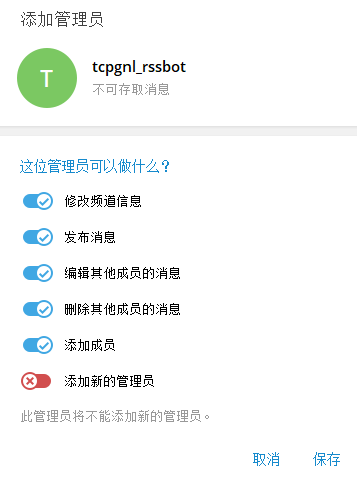 添加管理员
T
tcpgnl_rssbot
不可存取消息
这位管理员可以做什么？
修改频道信息
发布消息
编辑其他成员的消息
删除其他成员的消息
添加成员
添加新的管理员
此管理员将不能添加新的管理员。
取消 保存